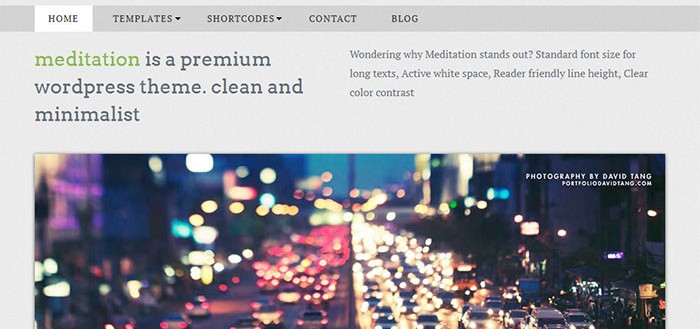 HOME TEMPLATES SHORTCODES CONTACT BLOG
meditation is a premium
wordpress theme. clean and
minimalist
Wondering why Meditation stands out? Standard font size for
long texts, Active white space, Reader friendly line height, Clear
color contrast
PHOTOGRAPHY BY DAVID TANG
PORTFOLIODAVIDTANG.COM